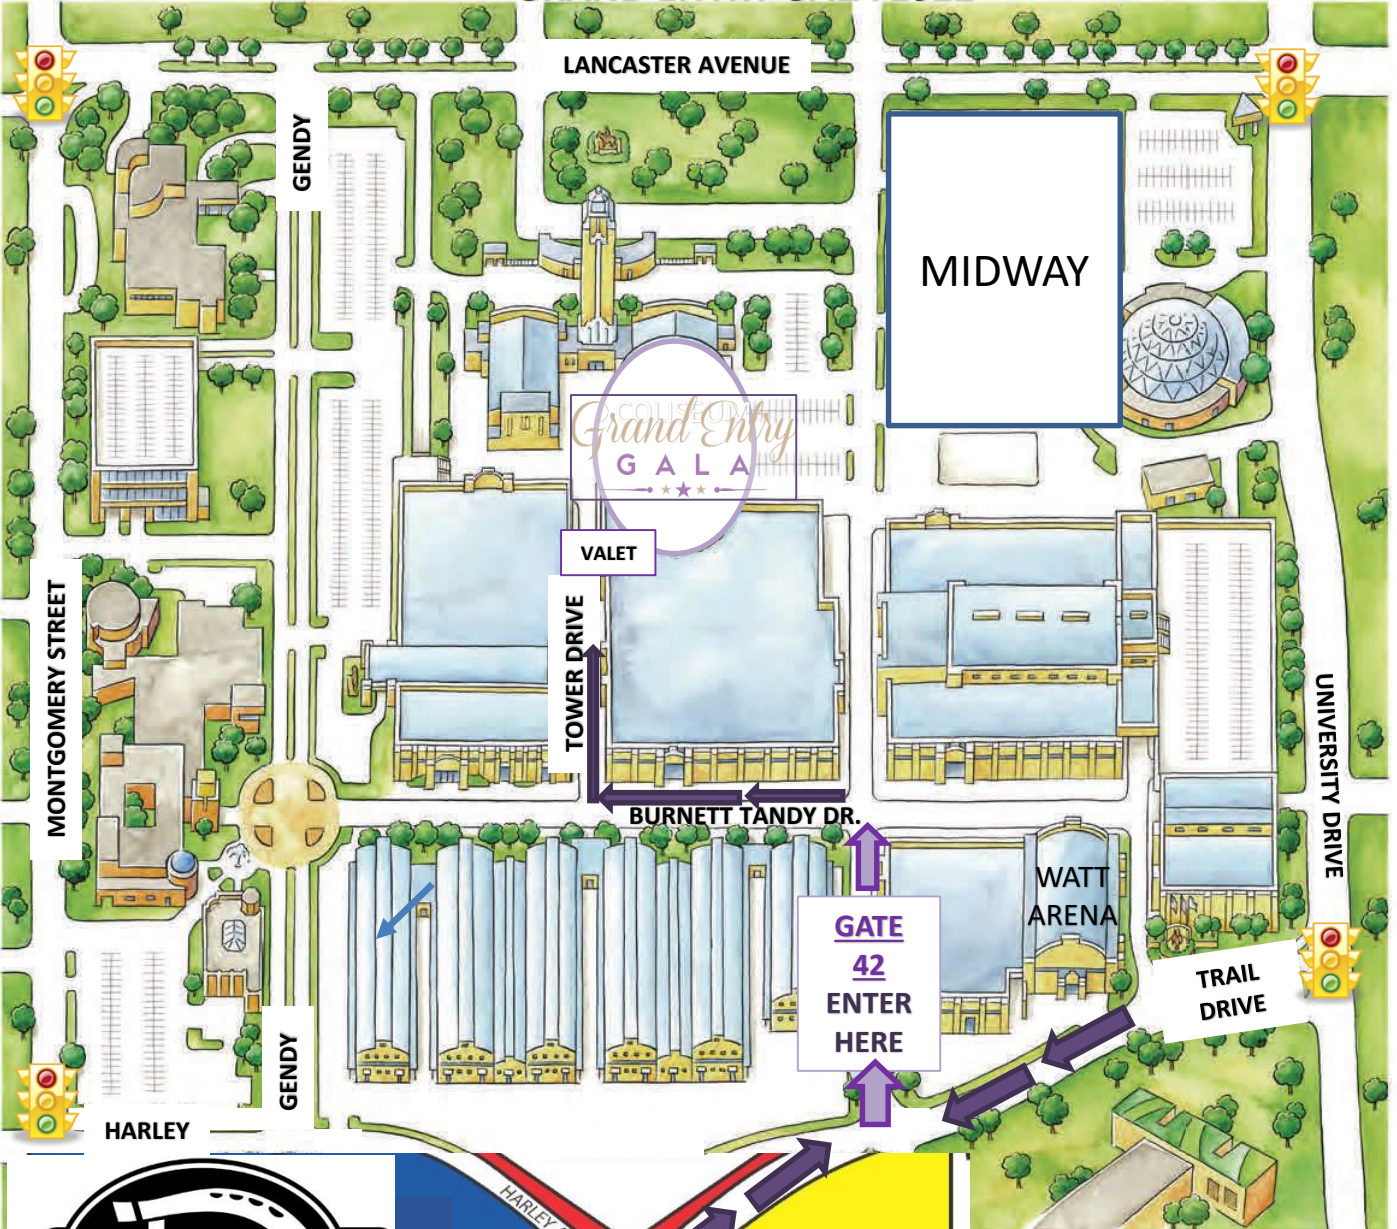 LANCASTER AVENUE
GENDY
MIDWAY
COLISEUM
Grand Entry
GALA
VALET
TOWER DRIVE
MONTGOMERY STREET
UNIVERSITY DRIVE
BURNETT TANDY DR.
WATT
ARENA
GATE
42
ENTER
HERE
TRAIL
DRIVE
GENDY
HARLEY
HARLEY